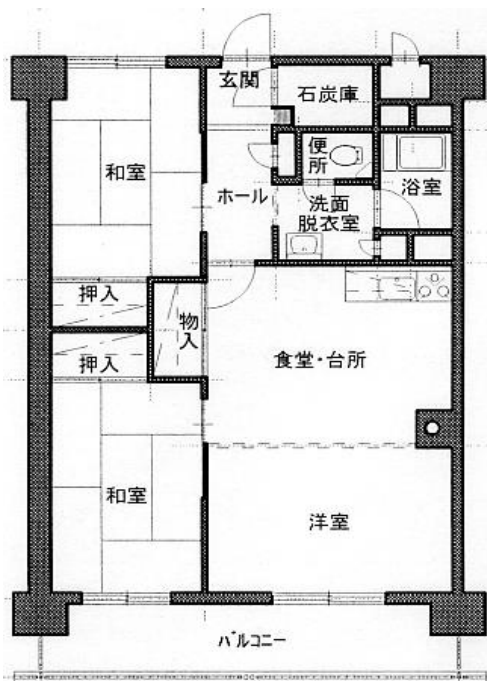 玄関
石炭庫
和室
便所
浴室
ホール
洗面
脱衣室
押入
物入
押入
食堂・台所
和室
洋室
バルコニー